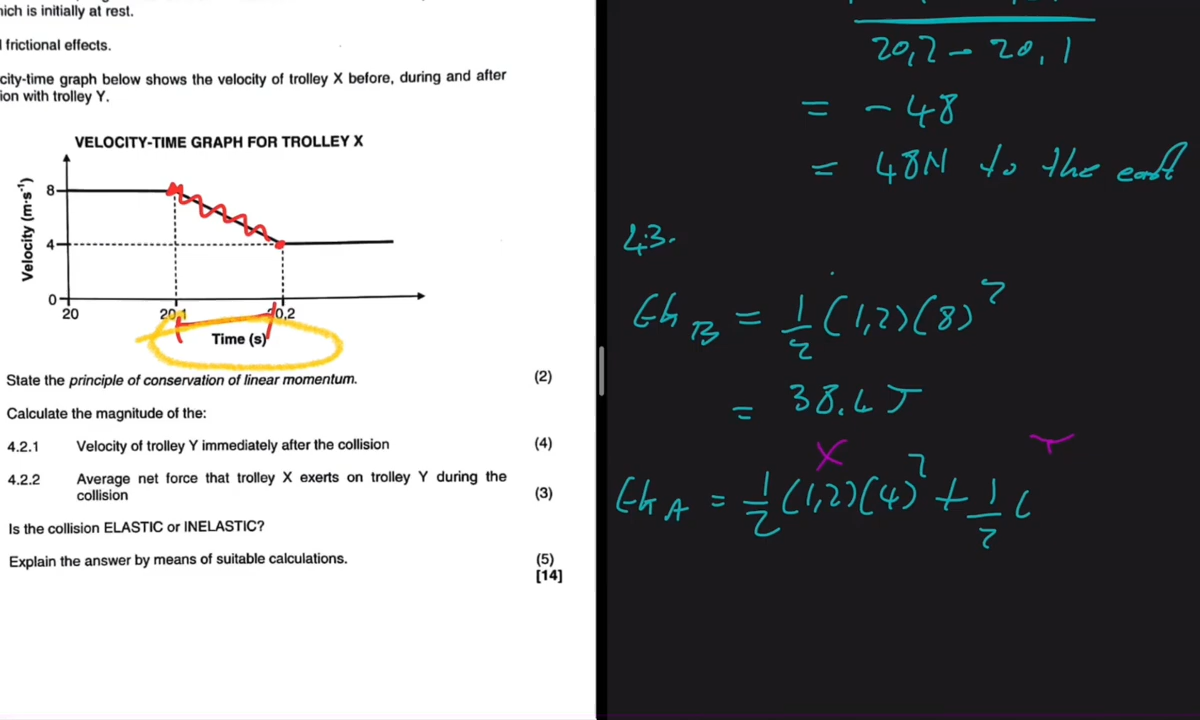 hich is initially at rest.
l frictional effects.
city-time graph below shows the velocity of trolley X before, during and after
ion with trolley Y.
VELOCITY-TIME GRAPH FOR TROLLEY X
Velocity (m·s⁻¹)
8
4
0
20
20,1
0,2
Time (s)
State the principle of conservation of linear momentum. (2)
Calculate the magnitude of the:
4.2.1 Velocity of trolley Y immediately after the collision (4)
4.2.2 Average net force that trolley X exerts on trolley Y during the
collision (3)
Is the collision ELASTIC or INELASTIC?
Explain the answer by means of suitable calculations. (5)
[14]
20,2 - 20,1
= - 48
= 48N to the east
4.3.
EkB = 1/2 (1,2)(8)²
= 38.4 J
X Y
EkA = 1/2 (1,2)(4)² + 1/2 (